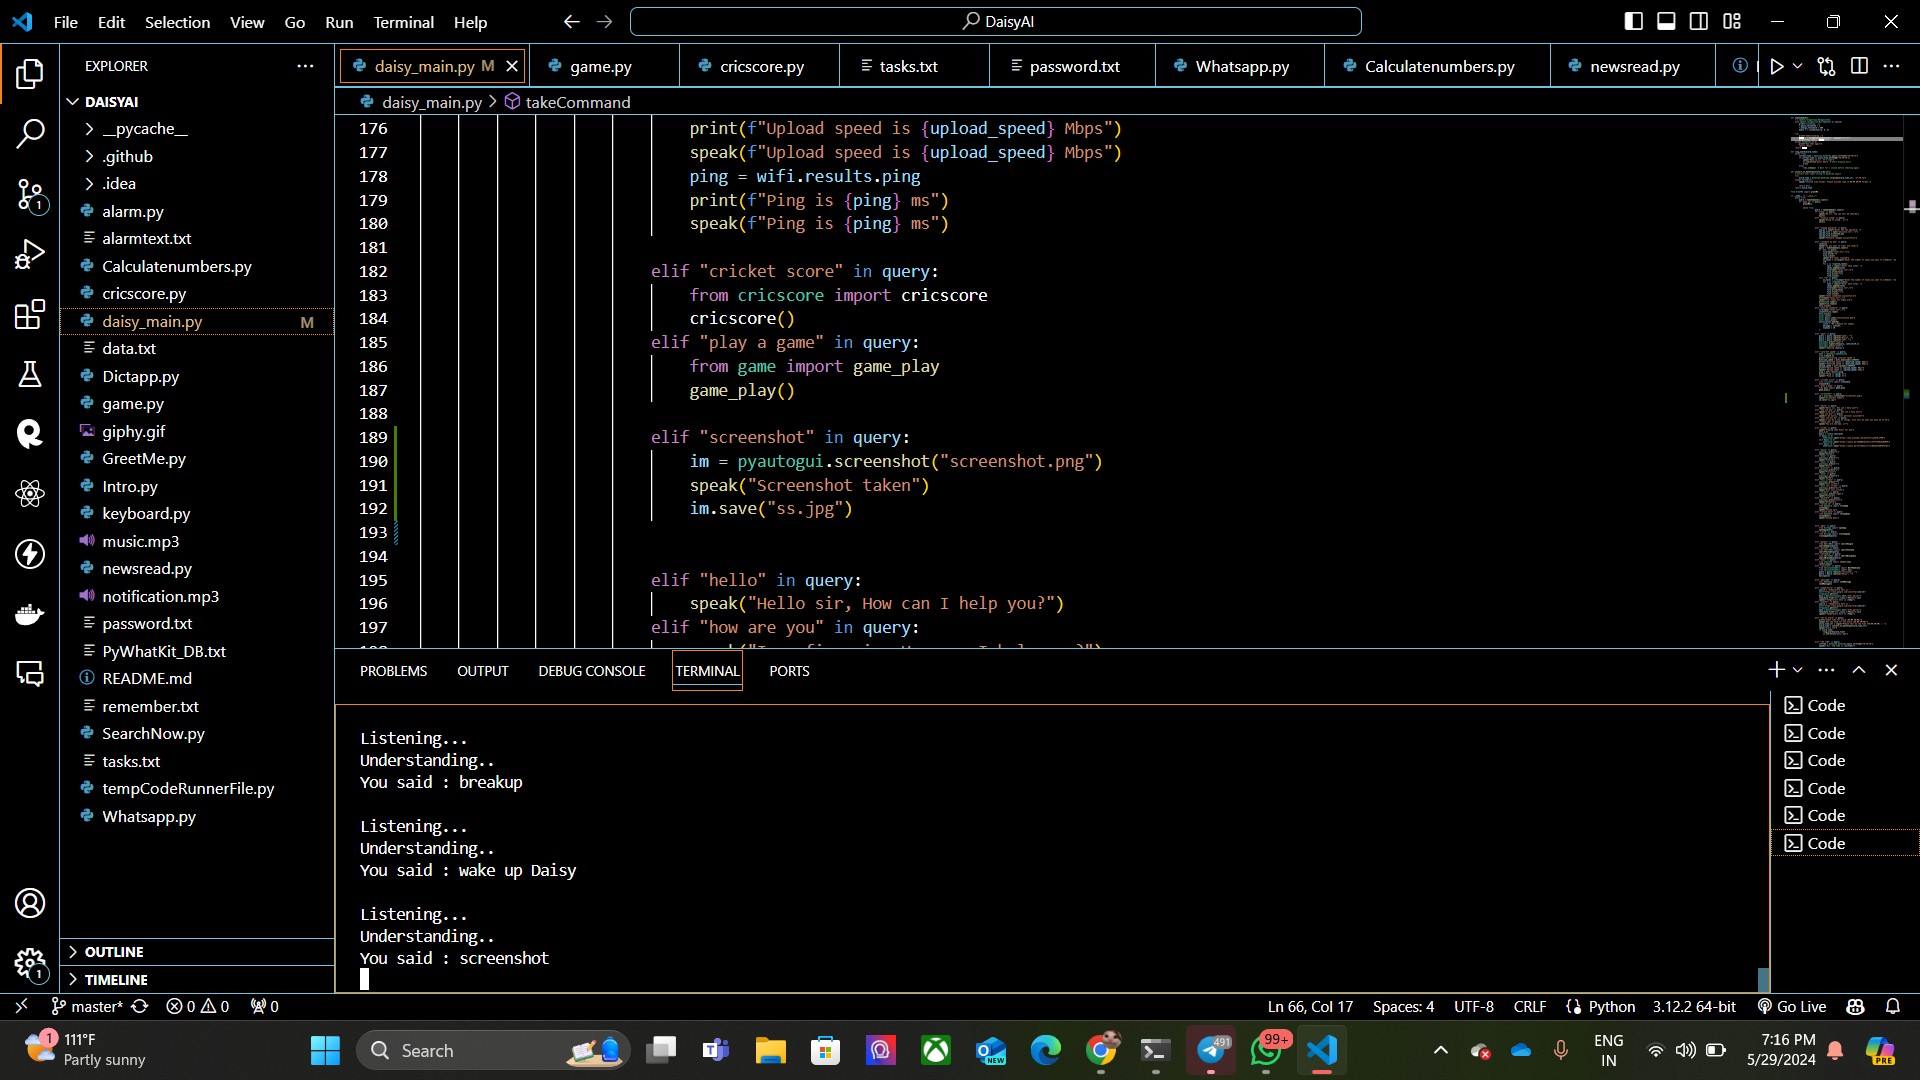 File Edit Selection View Go Run Terminal Help
DaisyAI
EXPLORER
daisy_main.py M
game.py
cricscore.py
tasks.txt
password.txt
Whatsapp.py
Calculatenumbers.py
newsread.py
DAISYAI
daisy_main.py > takeCommand
__pycache__
.github
.idea
alarm.py
alarmtext.txt
Calculatenumbers.py
cricscore.py
daisy_main.py M
data.txt
Dictapp.py
game.py
giphy.gif
GreetMe.py
Intro.py
keyboard.py
music.mp3
newsread.py
notification.mp3
password.txt
PyWhatKit_DB.txt
README.md
remember.txt
SearchNow.py
tasks.txt
tempCodeRunnerFile.py
Whatsapp.py
OUTLINE
TIMELINE
176 print(f"Upload speed is {upload_speed} Mbps")
177 speak(f"Upload speed is {upload_speed} Mbps")
178 ping = wifi.results.ping
179 print(f"Ping is {ping} ms")
180 speak(f"Ping is {ping} ms")
181
182 elif "cricket score" in query:
183 from cricscore import cricscore
184 cricscore()
185 elif "play a game" in query:
186 from game import game_play
187 game_play()
188
189 elif "screenshot" in query:
190 im = pyautogui.screenshot("screenshot.png")
191 speak("Screenshot taken")
192 im.save("ss.jpg")
193
194
195 elif "hello" in query:
196 speak("Hello sir, How can I help you?")
197 elif "how are you" in query:
PROBLEMS OUTPUT DEBUG CONSOLE TERMINAL PORTS
Listening...
Understanding..
You said : breakup
Listening...
Understanding..
You said : wake up Daisy
Listening...
Understanding..
You said : screenshot
Code
Code
Code
Code
Code
Code
1
1
master* 0 0 0
Ln 66, Col 17 Spaces: 4 UTF-8 CRLF Python 3.12.2 64-bit Go Live
1
111°F
Partly sunny
Search
NEW
491
99+
ENG
IN
7:16 PM
5/29/2024
PRE